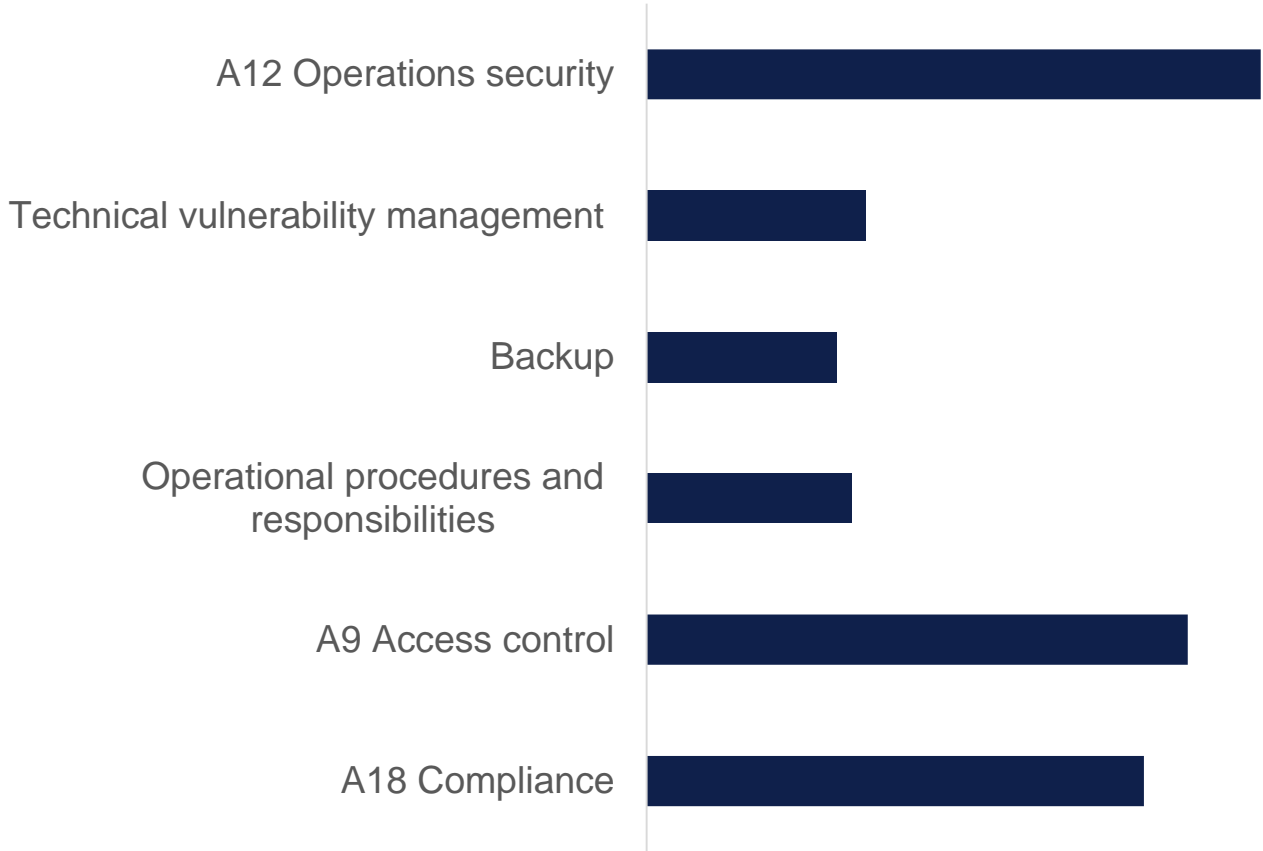 A12 Operations security
Technical vulnerability management
Backup
Operational procedures and
responsibilities
A9 Access control
A18 Compliance